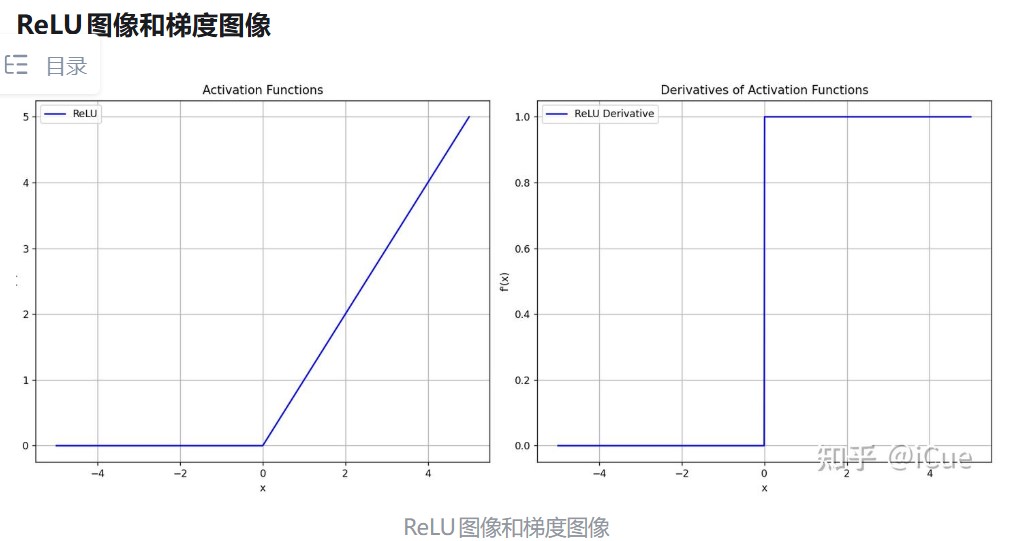 ReLU图像和梯度图像
目录
Activation Functions
ReLU
5
4
3
2
1
0
−4 −2 0 2 4
x
Derivatives of Activation Functions
ReLU Derivative
f'(x)
1.0
0.8
0.6
0.4
0.2
0.0
−4 −2 0 2 4
x
知乎 @iCue
ReLU图像和梯度图像